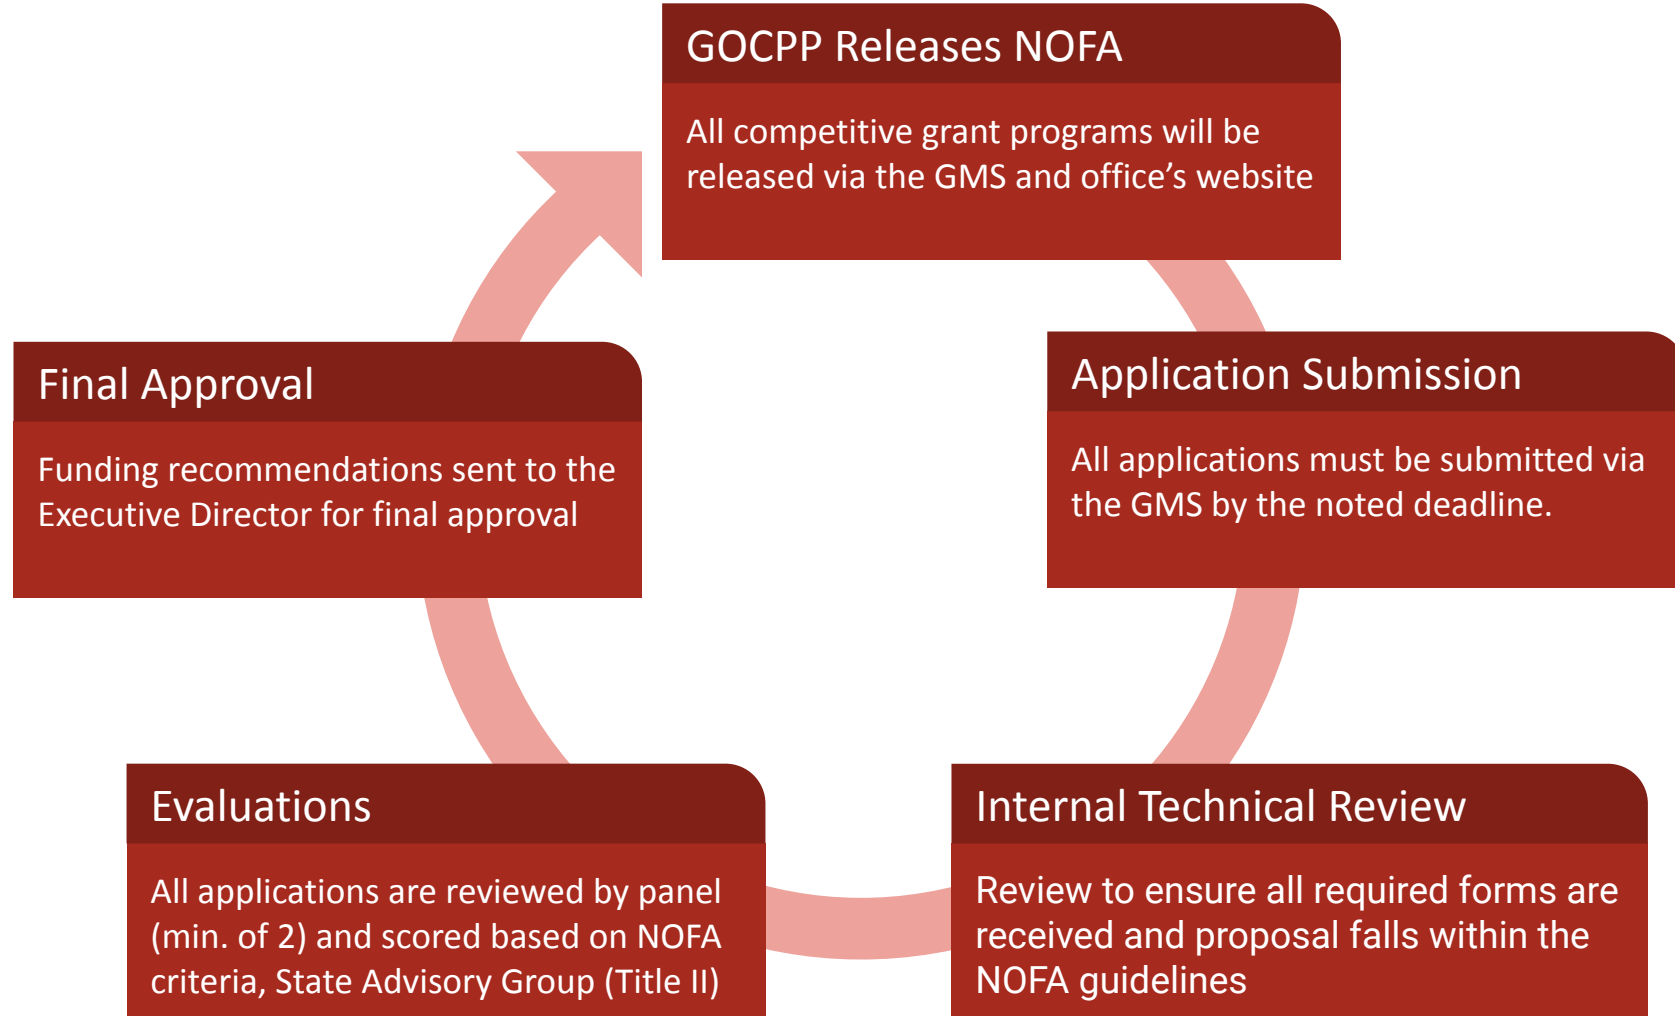 GOCPP Releases NOFA
All competitive grant programs will be
released via the GMS and office’s website
Application Submission
All applications must be submitted via
the GMS by the noted deadline.
Internal Technical Review
Review to ensure all required forms are
received and proposal falls within the
NOFA guidelines
Evaluations
All applications are reviewed by panel
(min. of 2) and scored based on NOFA
criteria, State Advisory Group (Title II)
Final Approval
Funding recommendations sent to the
Executive Director for final approval